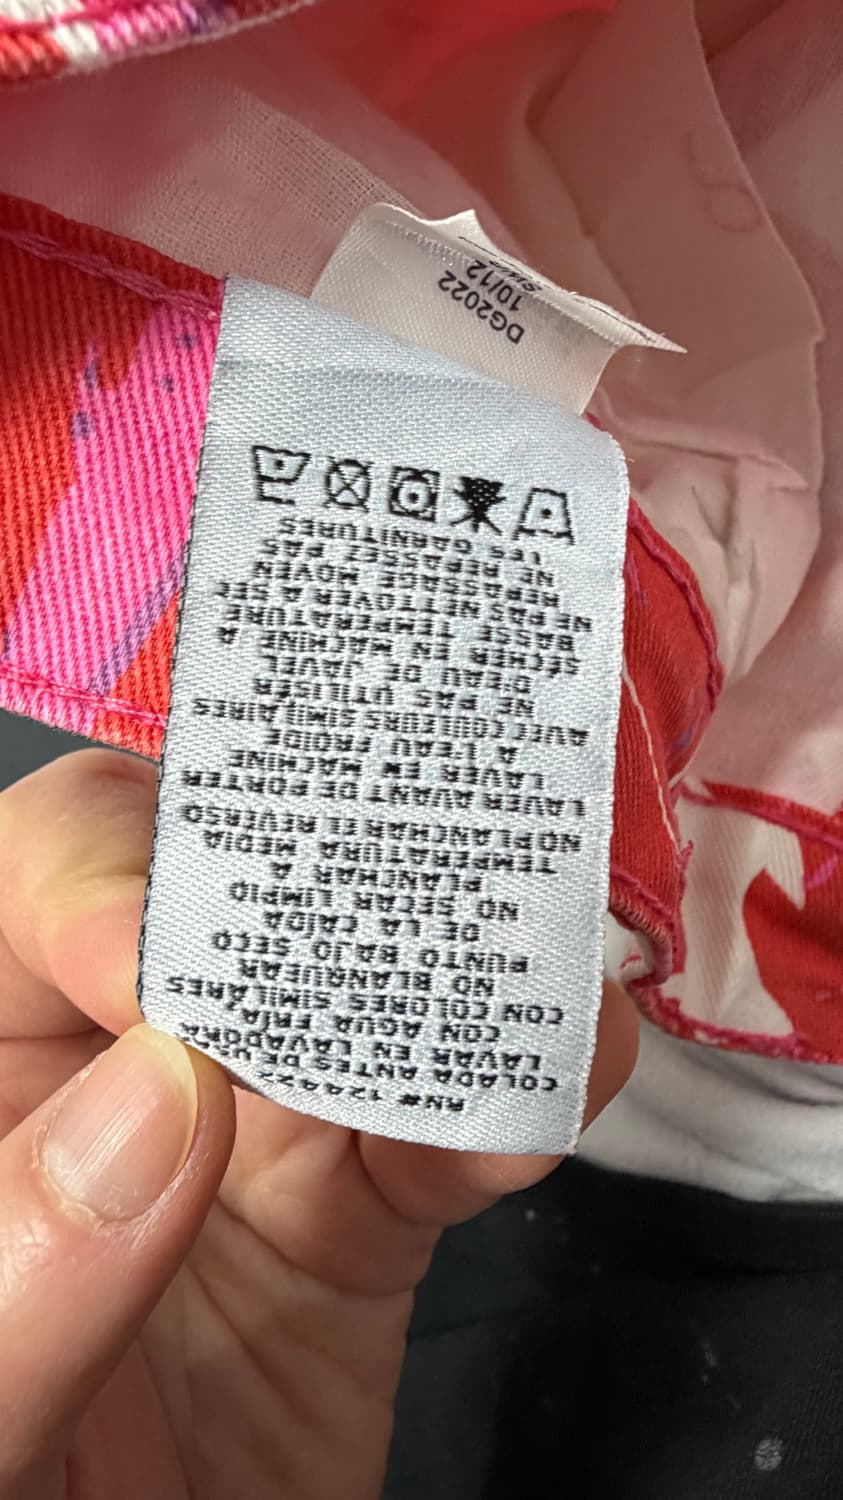 RN#
COLADA ANTES DE USAR
LAVAR EN LAVADORA
CON AGUA FRIA
CON COLORES SIMILARES
NO BLANQUEAR
PUNTO BAJO SECO
DE LA CAIDA
NO SECAR LIMPIO
PLANCHAR A
TEMPERATURA MEDIA
NO PLANCHAR EL REVERSO
LAVER AVANT DE PORTER
LAVER EN MACHINE
A L'EAU FROIDE
AVEC COULEURS SIMILAIRES
NE PAS UTILISER
D'EAU DE JAVEL
SECHER EN MACHINE A
BASSE TEMPERATURE
NE PAS NETTOYER A SEC
REPASSAGE MOYEN
NE REPASSEZ PAS
LES GARNITURES
DG2022
10/12